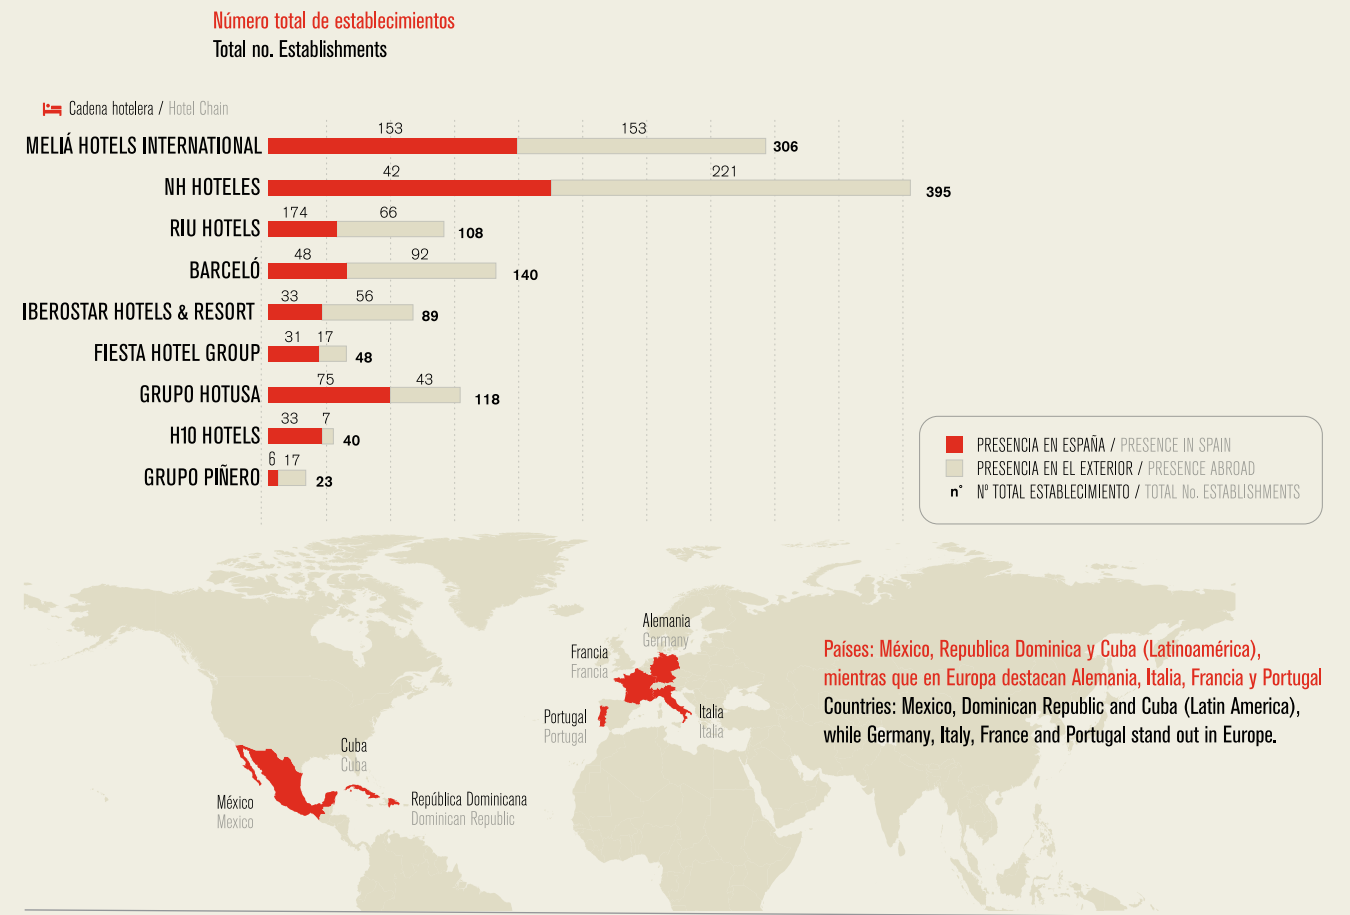 Número total de establecimientos
Total no. Establishments
Cadena hotelera / Hotel Chain
MELIÁ HOTELS INTERNATIONAL 153 153 306
NH HOTELES 42 221 395
RIU HOTELS 174 66 108
BARCELÓ 48 92 140
IBEROSTAR HOTELS & RESORT 33 56 89
FIESTA HOTEL GROUP 31 17 48
GRUPO HOTUSA 75 43 118
H10 HOTELS 33 7 40
GRUPO PIÑERO 6 17 23
PRESENCIA EN ESPAÑA / PRESENCE IN SPAIN
PRESENCIA EN EL EXTERIOR / PRESENCE ABROAD
n° Nº TOTAL ESTABLECIMIENTO / TOTAL No. ESTABLISHMENTS
Alemania
Germany
Francia
Francia
Portugal
Portugal
Italia
Italia
Cuba
Cuba
México
Mexico
República Dominicana
Dominican Republic
Países: México, Republica Dominica y Cuba (Latinoamérica),
mientras que en Europa destacan Alemania, Italia, Francia y Portugal
Countries: Mexico, Dominican Republic and Cuba (Latin America),
while Germany, Italy, France and Portugal stand out in Europe.